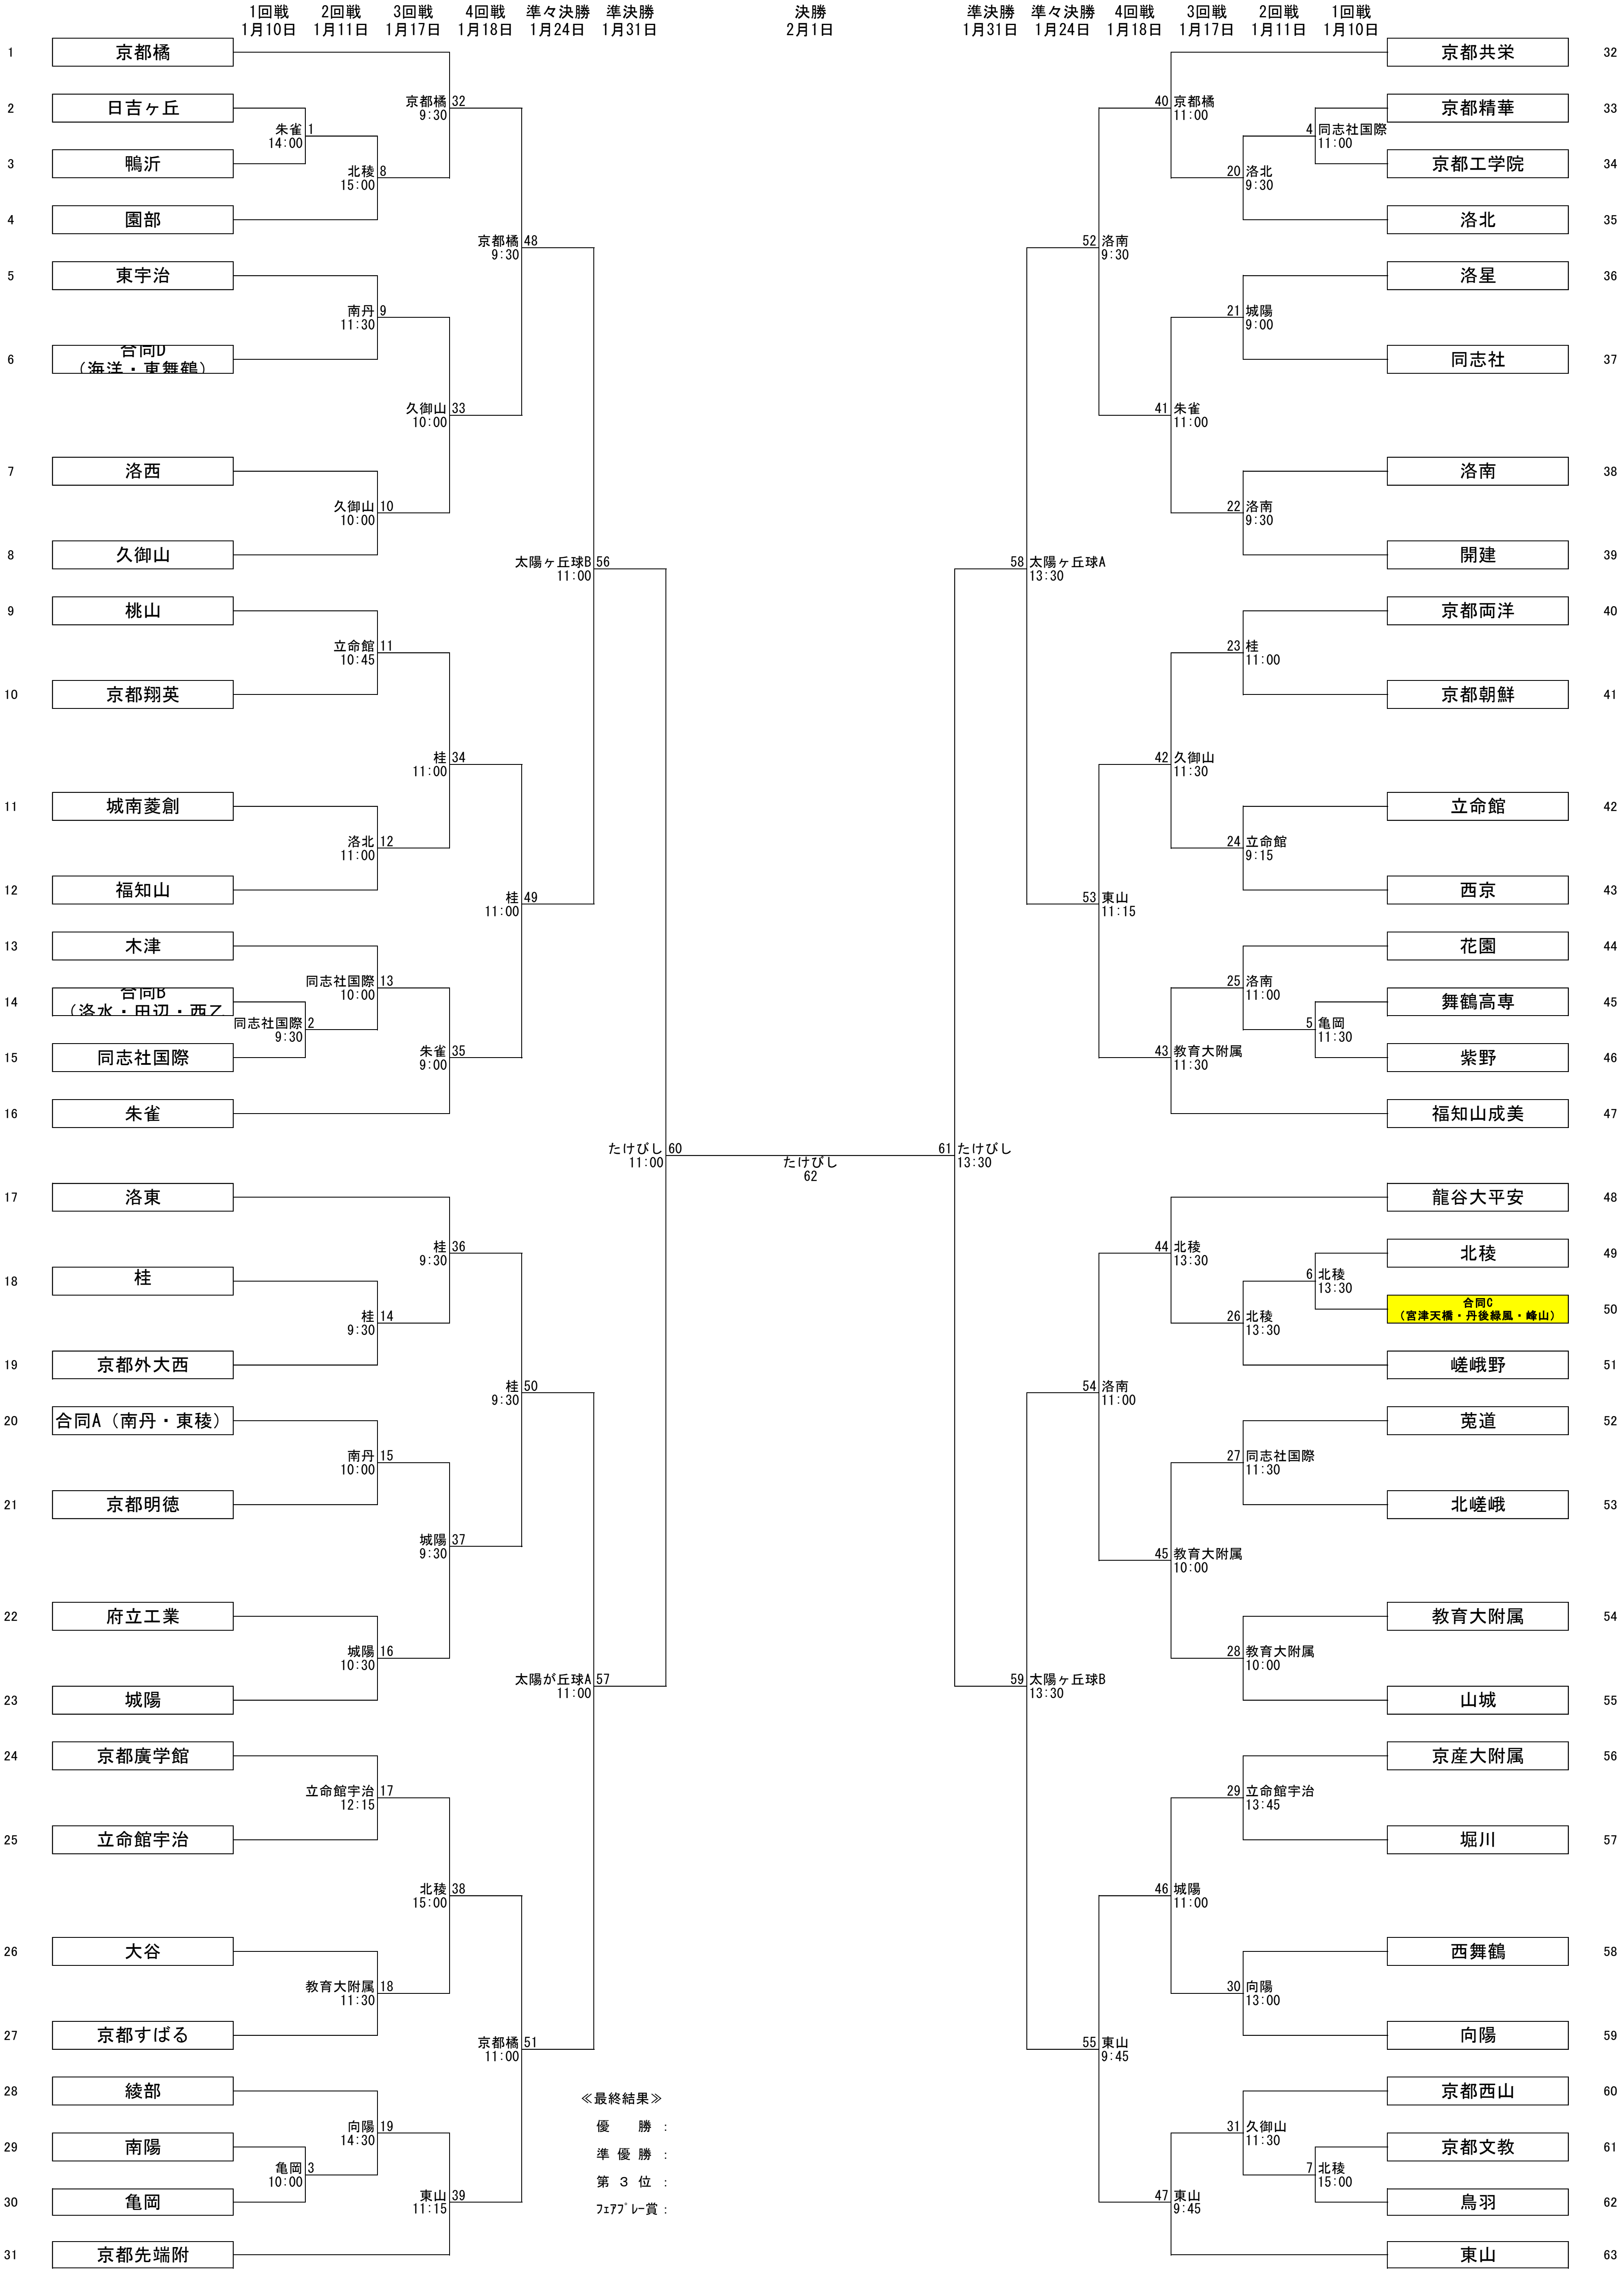 1回戦 2回戦 3回戦 4回戦 準々決勝 準決勝 決勝 準決勝 準々決勝 4回戦 3回戦 2回戦 1回戦
1月10日 1月11日 1月17日 1月18日 1月24日 1月31日 2月1日 1月31日 1月24日 1月18日 1月17日 1月11日 1月10日
1 京都橘 京都共栄 32
京都橘 32 40 京都橘
2 日吉ヶ丘 9:30 11:00 京都精華 33
朱雀 1 4 同志社国際
14:00 11:00
3 鴨沂 京都工学院 34
北稜 8 20 洛北
15:00 9:30
4 園部 洛北 35
京都橘 48 52 洛南
9:30 9:30
5 東宇治 洛星 36
南丹 9 21 城陽
11:30 9:00
6 合同D 同志社 37
（海洋・東舞鶴）
久御山 33 41 朱雀
10:00 11:00
7 洛西 洛南 38
久御山 10 22 洛南
10:00 9:30
8 久御山 開建 39
太陽ヶ丘球B 56 58 太陽ヶ丘球A
11:00 13:30
9 桃山 京都両洋 40
立命館 11 23 桂
10:45 11:00
10 京都翔英 京都朝鮮 41
桂 34 42 久御山
11:00 11:30
11 城南菱創 立命館 42
洛北 12 24 立命館
11:00 9:15
12 福知山 西京 43
桂 49 53 東山
11:00 11:15
13 木津 花園 44
同志社国際 13 25 洛南
10:00 11:00
14 合同B 舞鶴高専 45
（洛水・田辺・西乙
同志社国際 2 5 亀岡
9:30 11:30
15 同志社国際 紫野 46
朱雀 35 43 教育大附属
9:00 11:30
16 朱雀 福知山成美 47
たけびし 60 61 たけびし
11:00 たけびし 13:30
62
17 洛東 龍谷大平安 48
桂 36 44 北稜 北稜 49
9:30 13:30
18 桂 6 北稜
13:30
合同C
（宮津天橋・丹後緑風・峰山） 50
桂 14 26 北稜
9:30 13:30
19 京都外大西 嵯峨野 51
桂 50 54 洛南
9:30 11:00
20 合同A（南丹・東稜） 莵道 52
南丹 15 27 同志社国際
10:00 11:30
21 京都明徳 北嵯峨 53
城陽 37 45 教育大附属
9:30 10:00
22 府立工業 教育大附属 54
城陽 16 28 教育大附属
10:30 10:00
太陽が丘球A 57 59 太陽ヶ丘球B
11:00 13:30
23 城陽 山城 55
24 京都廣学館 京産大附属 56
立命館宇治 17 29 立命館宇治
12:15 13:45
25 立命館宇治 堀川 57
北稜 38 46 城陽
15:00 11:00
26 大谷 西舞鶴 58
教育大附属 18 30 向陽
11:30 13:00
27 京都すばる 向陽 59
京都橘 51 55 東山
11:00 9:45
28 綾部 ≪最終結果≫ 京都西山 60
向陽 19 優勝 : 31 久御山
14:30 11:30
29 南陽 準優勝 : 京都文教 61
亀岡 3 7 北稜
10:00 第3位 : 15:00
30 亀岡 鳥羽 62
東山 39 ﾌｪｱﾌﾟﾚｰ賞 : 47 東山
11:15 9:45
31 京都先端附 東山 63